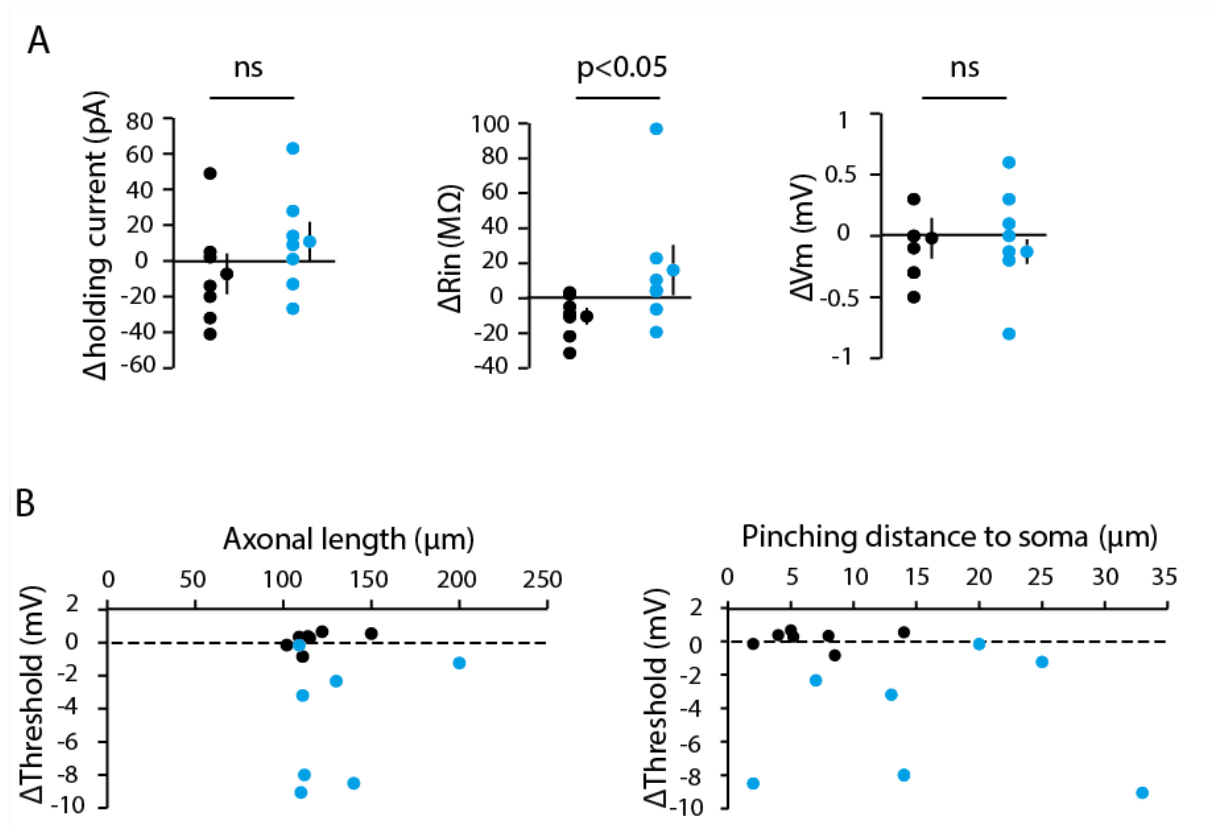 A
ns
p<0.05
ns
Δholding current (pA)
80
60
40
20
0
-20
-40
-60
ΔRin (MΩ)
100
80
60
40
20
0
-20
-40
ΔVm (mV)
1
0.5
0
-0.5
-1
B
Axonal length (μm)
0 50 100 150 200 250
ΔThreshold (mV)
2
0
-2
-4
-6
-8
-10
Pinching distance to soma (μm)
0 5 10 15 20 25 30 35
ΔThreshold (mV)
2
0
-2
-4
-6
-8
-10